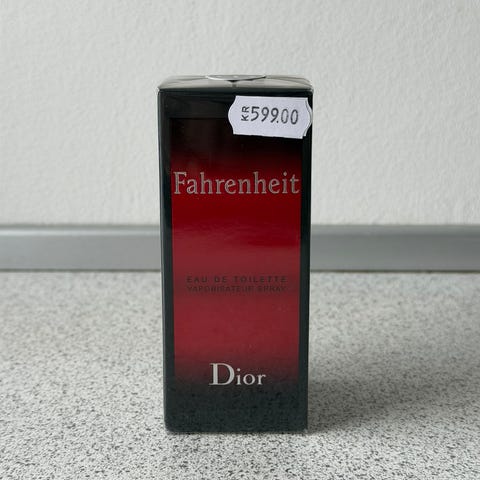 KR 599.00
Fahrenheit
EAU DE TOILETTE
VAPORISATEUR SPRAY
Dior